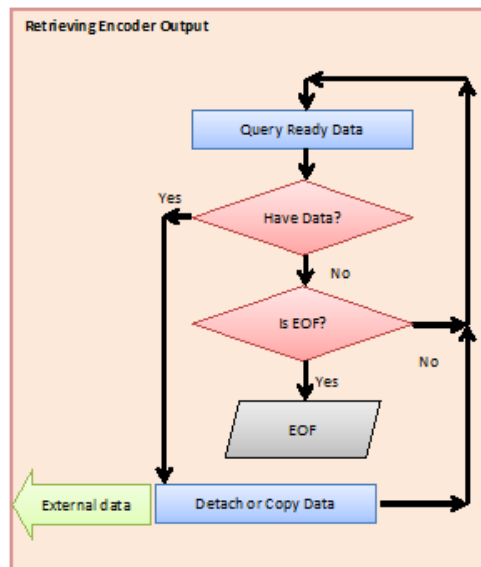 Retrieving Encoder Output
Query Ready Data
Yes
Have Data?
No
Is EOF?
No
Yes
EOF
External data
Detach or Copy Data